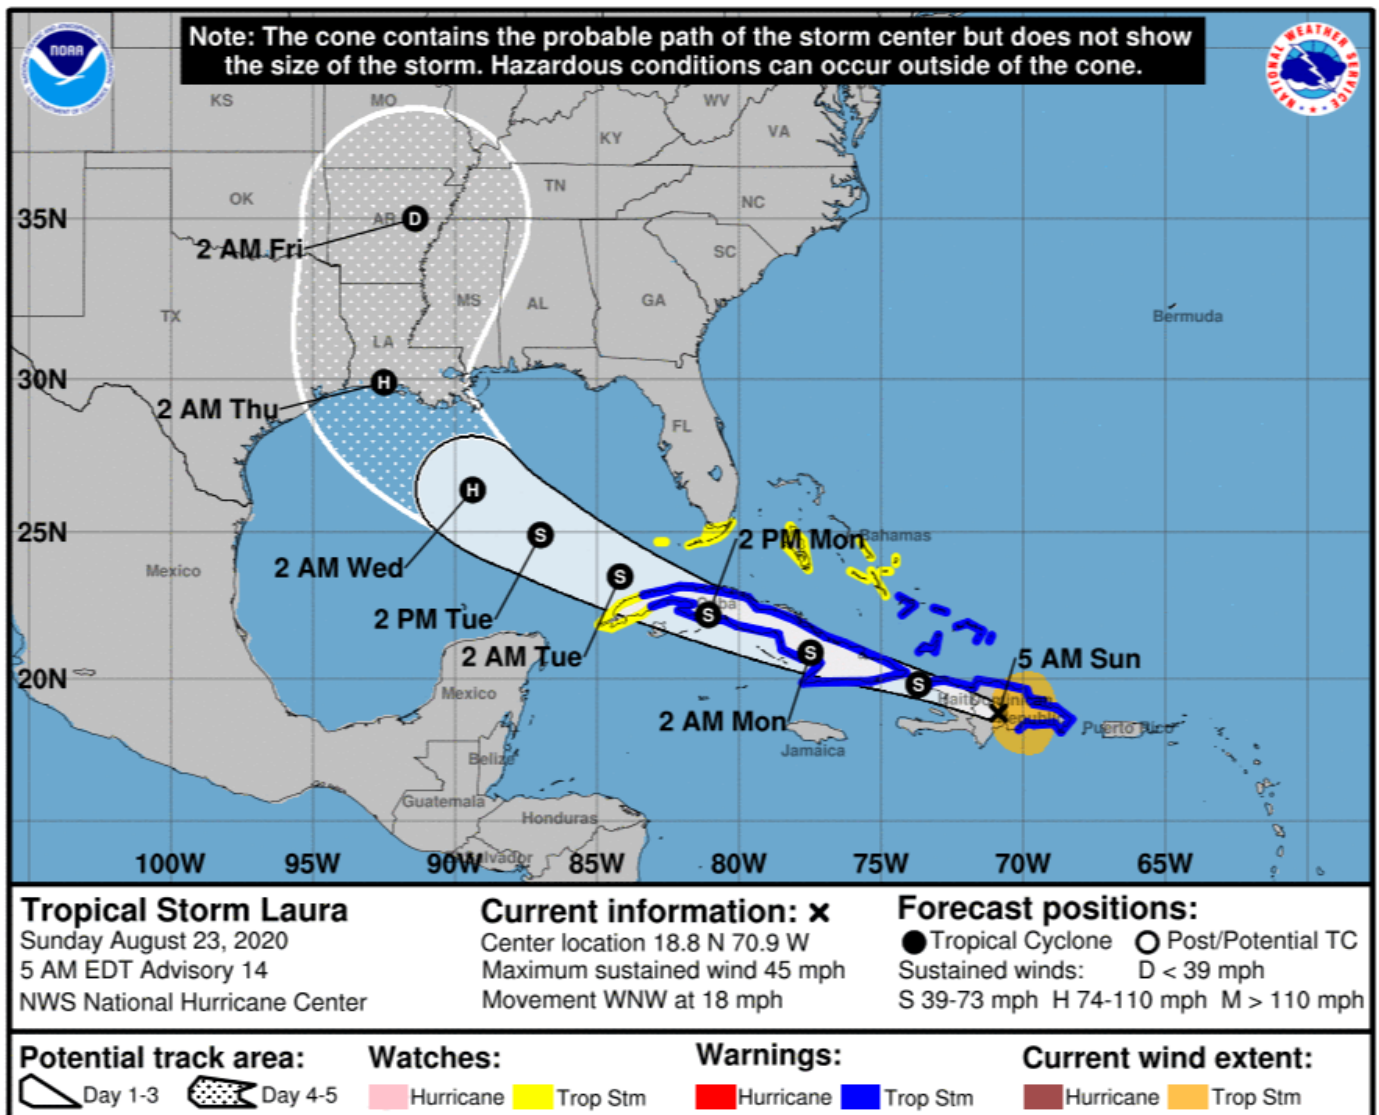 Note: The cone contains the probable path of the storm center but does not show
the size of the storm. Hazardous conditions can occur outside of the cone.
NOAA
NATIONAL WEATHER SERVICE
KS
MO
WV
VA
KY
OK
TN
NC
35N
AR
D
2 AM Fri
SC
TX
MS
AL
GA
Bermuda
LA
30N
H
2 AM Thu
FL
H
25N
S
2 PM Mon
Bahamas
Mexico
2 AM Wed
S
Cuba
2 PM Tue
S
2 AM Tue
S
5 AM Sun
20N
S
Mexico
Haiti
Dominican
Republic
2 AM Mon
Puerto Rico
Jamaica
Belize
Guatemala
Honduras
El Salvador
100W 95W 90W 85W 80W 75W 70W 65W
Tropical Storm Laura
Sunday August 23, 2020
5 AM EDT Advisory 14
NWS National Hurricane Center
Current information: ×
Center location 18.8 N 70.9 W
Maximum sustained wind 45 mph
Movement WNW at 18 mph
Forecast positions:
Tropical Cyclone Post/Potential TC
Sustained winds: D < 39 mph
S 39-73 mph H 74-110 mph M > 110 mph
Potential track area:
Day 1-3 Day 4-5
Watches:
Hurricane Trop Stm
Warnings:
Hurricane Trop Stm
Current wind extent:
Hurricane Trop Stm